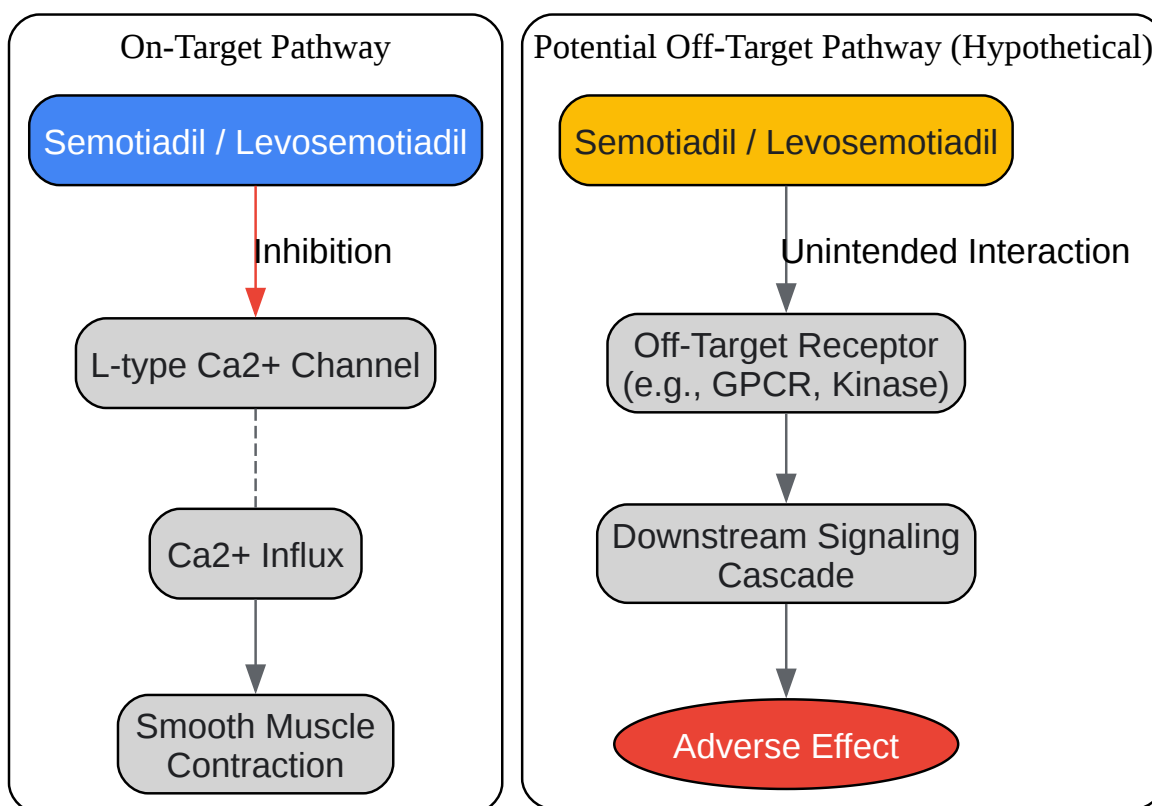 On-Target Pathway
Semotiadil / Levosemotiadil
Inhibition
L-type Ca2+ Channel
Ca2+ Influx
Smooth Muscle
Contraction
Potential Off-Target Pathway (Hypothetical)
Semotiadil / Levosemotiadil
Unintended Interaction
Off-Target Receptor
(e.g., GPCR, Kinase)
Downstream Signaling
Cascade
Adverse Effect